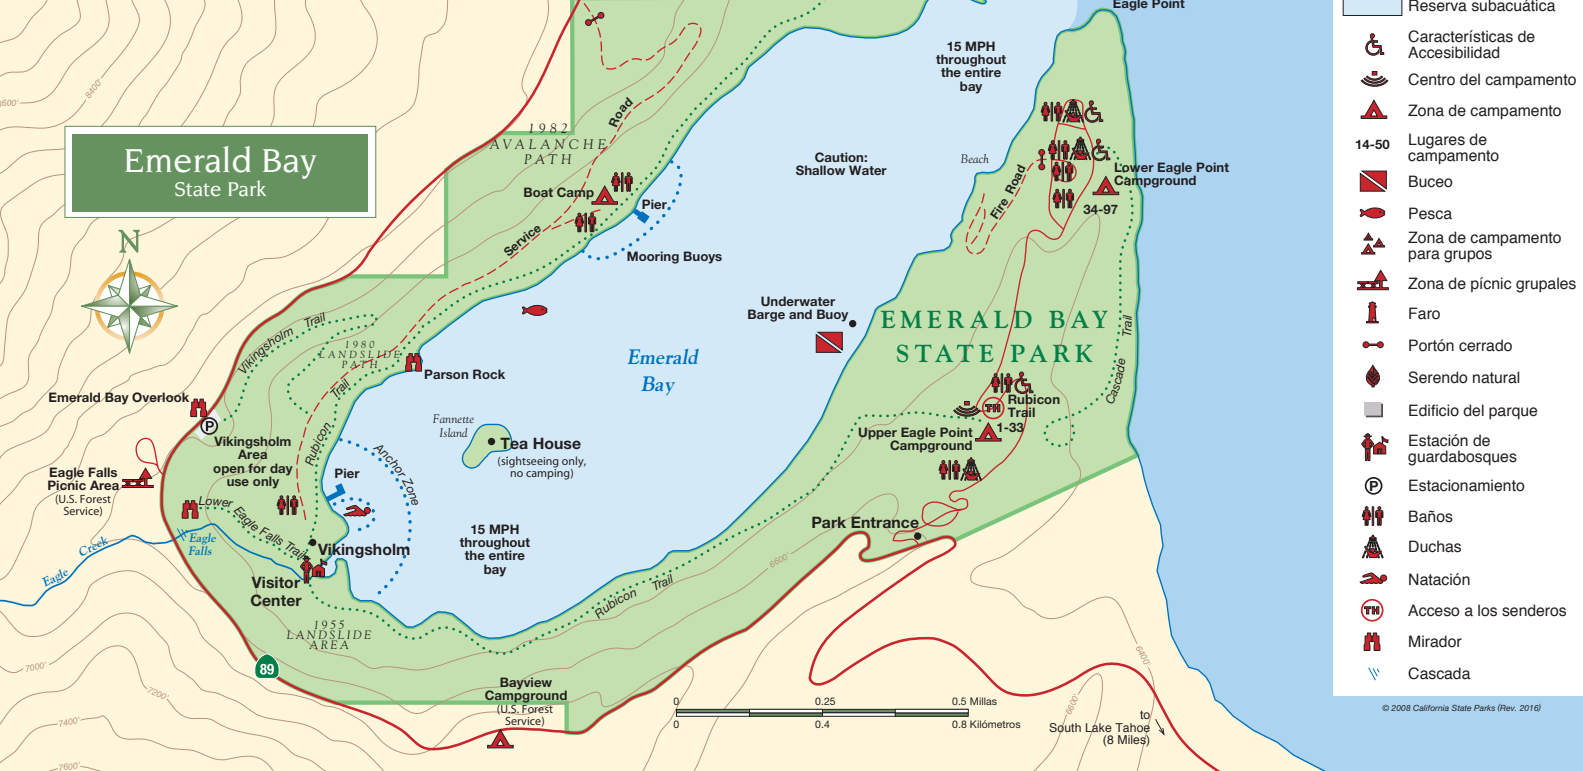 Eagle Point
Reserva subacuática
Características de
Accesibilidad
Centro del campamento
Zona de campamento
14-50
Lugares de
campamento
Buceo
Pesca
Zona de campamento
para grupos
Zona de pícnic grupales
Faro
Portón cerrado
Serendo natural
Edificio del parque
Estación de
guardabosques
P
Estacionamiento
Baños
Duchas
Natación
TH
Acceso a los senderos
Mirador
Cascada
© 2008 California State Parks (Rev. 2016)
Emerald Bay
State Park
N
8400'
1982
AVALANCHE
PATH
Service
Road
Boat Camp
Pier
Mooring Buoys
15 MPH
throughout
the entire
bay
Caution:
Shallow Water
Beach
Fire Road
Lower Eagle Point
Campground
34-97
Underwater
Barge and Buoy
EMERALD BAY
STATE PARK
Cascade
Trail
Emerald
Bay
Vikingsholm Trail
1980
LANDSLIDE
PATH
Parson Rock
Emerald Bay Overlook
P
Rubicon
Trail
Fannette
Island
Tea House
(sightseeing only,
no camping)
TH
Rubicon
Trail
1-33
Upper Eagle Point
Campground
Vikingsholm
Area
open for day
use only
Eagle Falls
Picnic Area
(U.S. Forest
Service)
Pier
Anchor Zone
Lower Eagle Falls Trail
Eagle
Falls
Eagle Creek
Vikingsholm
Visitor
Center
15 MPH
throughout
the entire
bay
Park Entrance
6600'
Rubicon Trail
1955
LANDSLIDE
AREA
89
7000'
7200'
7400'
7600'
Bayview
Campground
(U.S. Forest
Service)
0 0.25 0.5 Millas
0 0.4 0.8 Kilómetros
6400'
6600'
to
South Lake Tahoe
(8 Miles)